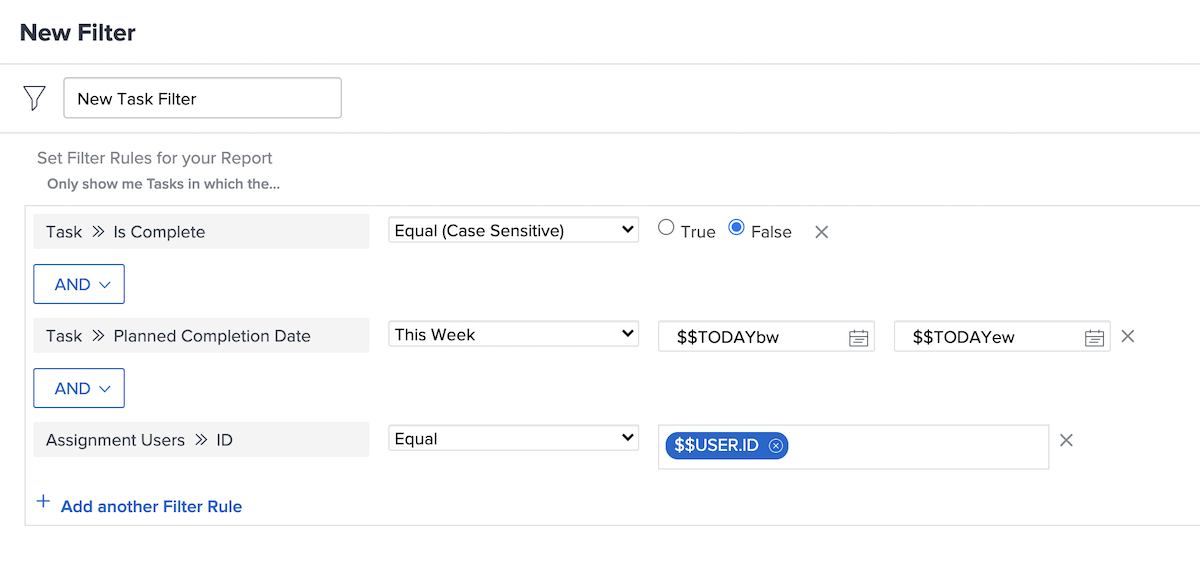 New Filter
New Task Filter
Set Filter Rules for your Report
Only show me Tasks in which the...
Task >> Is Complete Equal (Case Sensitive) True False
AND
Task >> Planned Completion Date This Week $$TODAYbw $$TODAYew
AND
Assignment Users >> ID Equal $$USER.ID
+ Add another Filter Rule